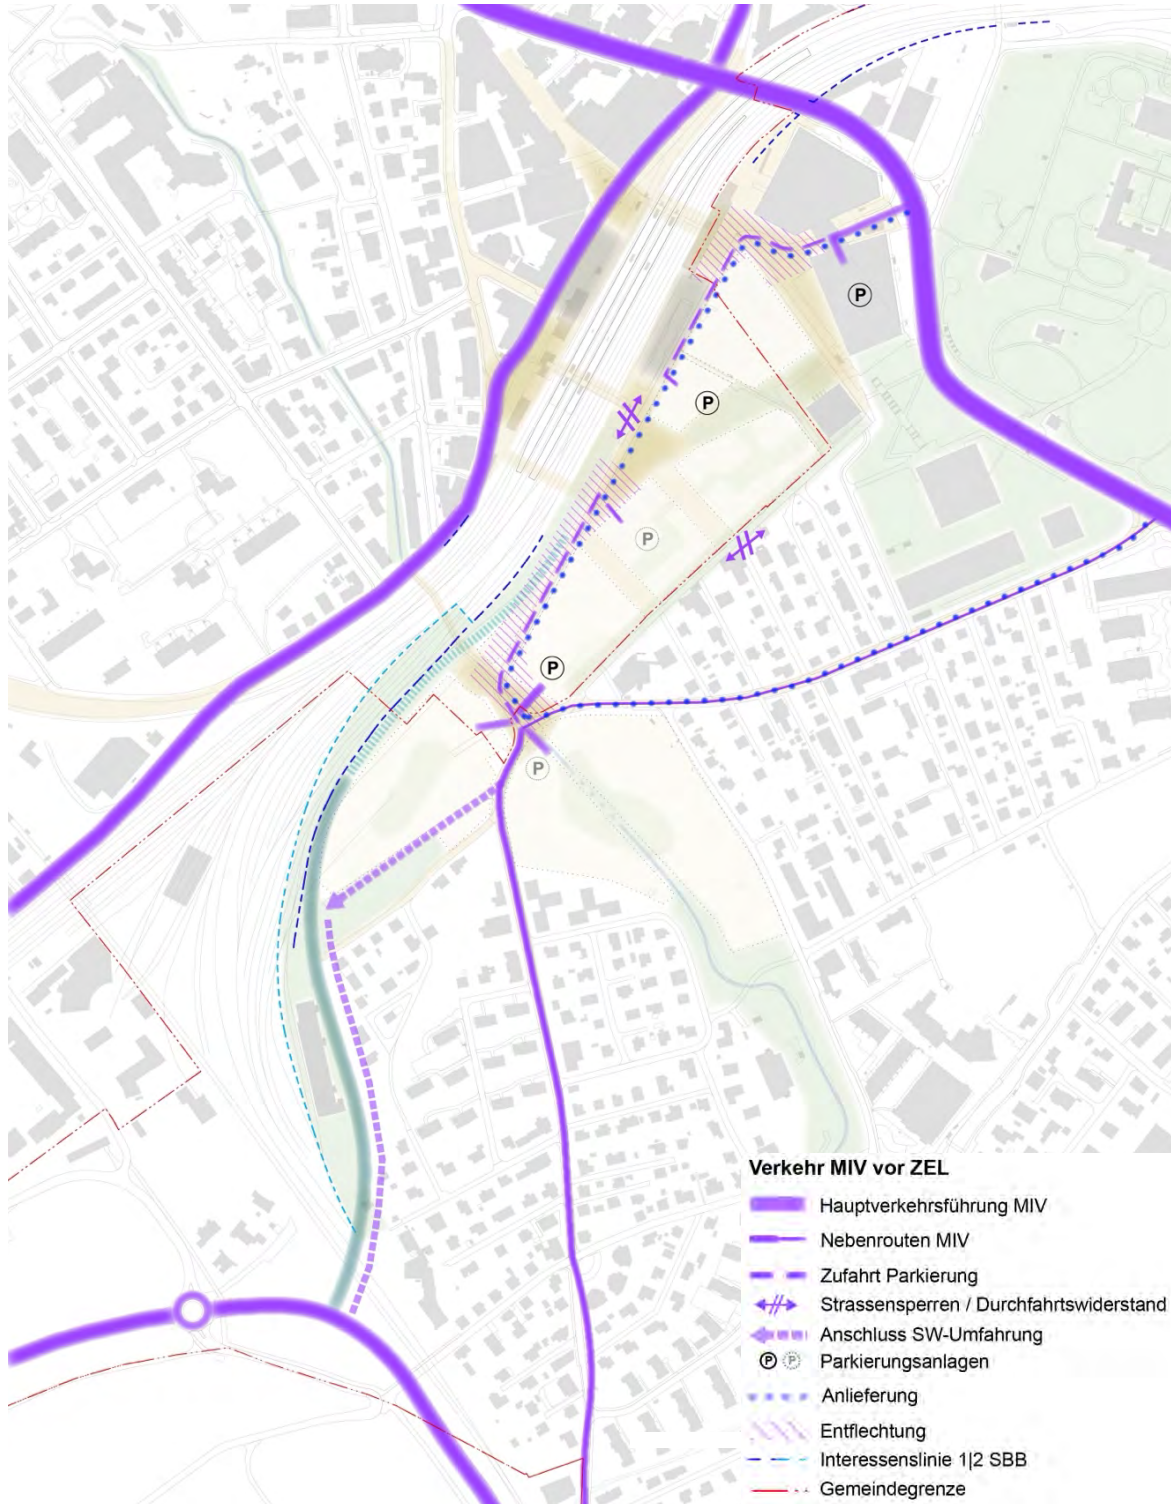 P
P
P
P
P
Verkehr MIV vor ZEL
Hauptverkehrsführung MIV
Nebenrouten MIV
Zufahrt Parkierung
Strassensperren / Durchfahrtswiderstand
Anschluss SW-Umfahrung
P P Parkierungsanlagen
Anlieferung
Entflechtung
Interessenslinie 1|2 SBB
Gemeindegrenze